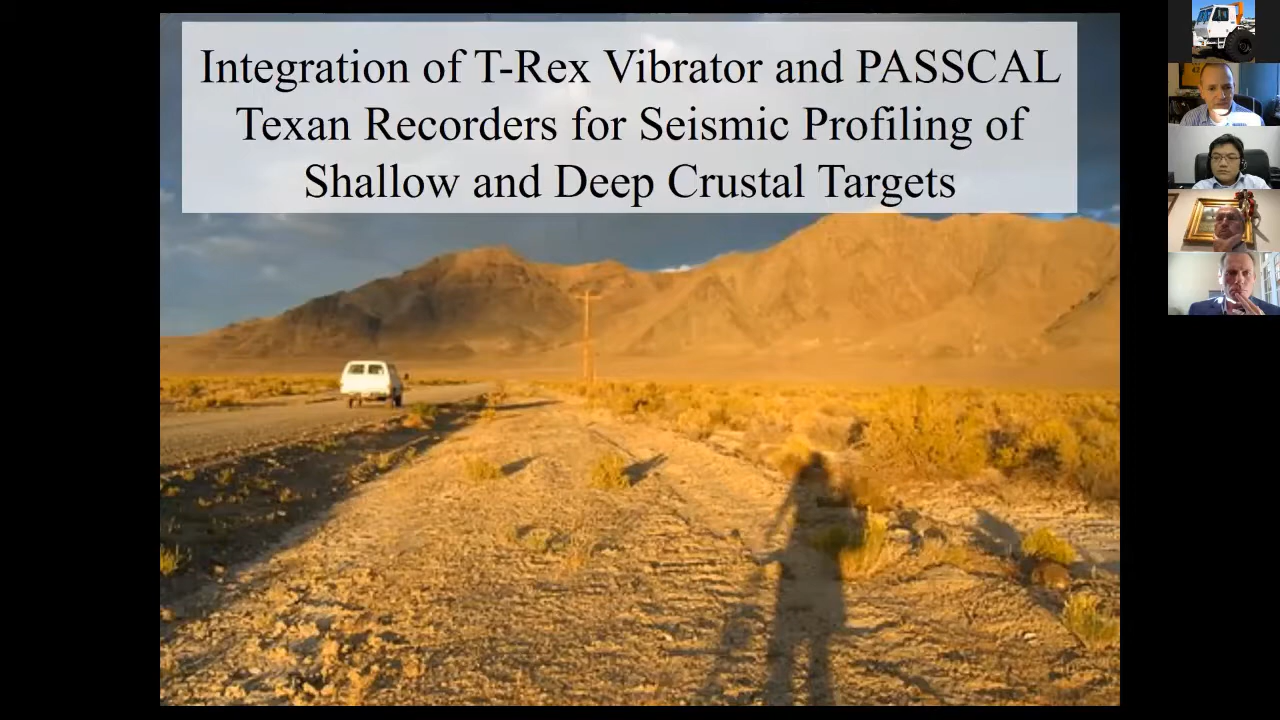 Integration of T-Rex Vibrator and PASSCAL
Texan Recorders for Seismic Profiling of
Shallow and Deep Crustal Targets